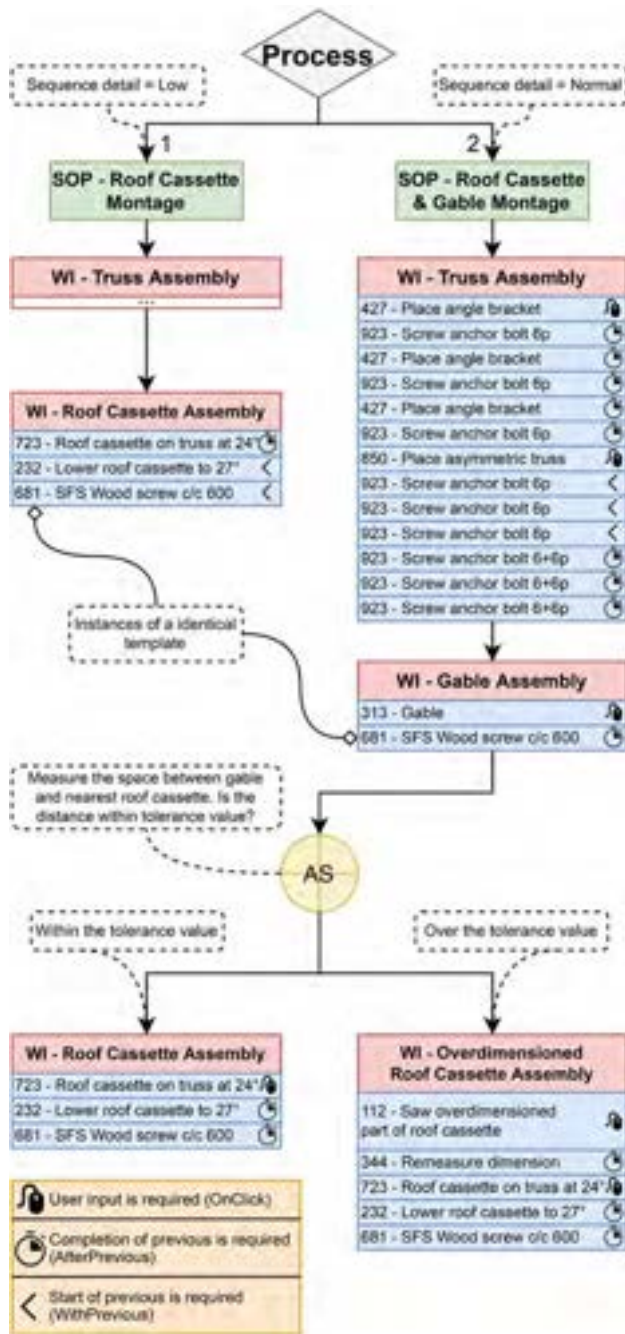 Process
Sequence detail = Low
Sequence detail = Normal
1
2
SOP - Roof Cassette
Montage
SOP - Roof Cassette
& Gable Montage
WI - Truss Assembly
...
WI - Roof Cassette Assembly
723 - Roof cassette on truss at 24°
232 - Lower roof cassette to 27°
681 - SFS Wood screw c/c 600
WI - Truss Assembly
427 - Place angle bracket
923 - Screw anchor bolt 6p
427 - Place angle bracket
923 - Screw anchor bolt 6p
427 - Place angle bracket
923 - Screw anchor bolt 6p
850 - Place asymmetric truss
923 - Screw anchor bolt 6p
923 - Screw anchor bolt 6p
923 - Screw anchor bolt 6p
923 - Screw anchor bolt 6+6p
923 - Screw anchor bolt 6+6p
923 - Screw anchor bolt 6+6p
Instances of a identical
template
WI - Gable Assembly
313 - Gable
681 - SFS Wood screw c/c 600
Measure the space between gable
and nearest roof cassette. Is the
distance within tolerance value?
AS
Within the tolerance value
Over the tolerance value
WI - Roof Cassette Assembly
723 - Roof cassette on truss at 24°
232 - Lower roof cassette to 27°
681 - SFS Wood screw c/c 600
WI - Overdimensioned
Roof Cassette Assembly
112 - Saw overdimensioned
part of roof cassette
344 - Remeasure dimension
723 - Roof cassette on truss at 24°
232 - Lower roof cassette to 27°
681 - SFS Wood screw c/c 600
User input is required (OnClick)
Completion of previous is required
(AfterPrevious)
Start of previous is required
(WithPrevious)